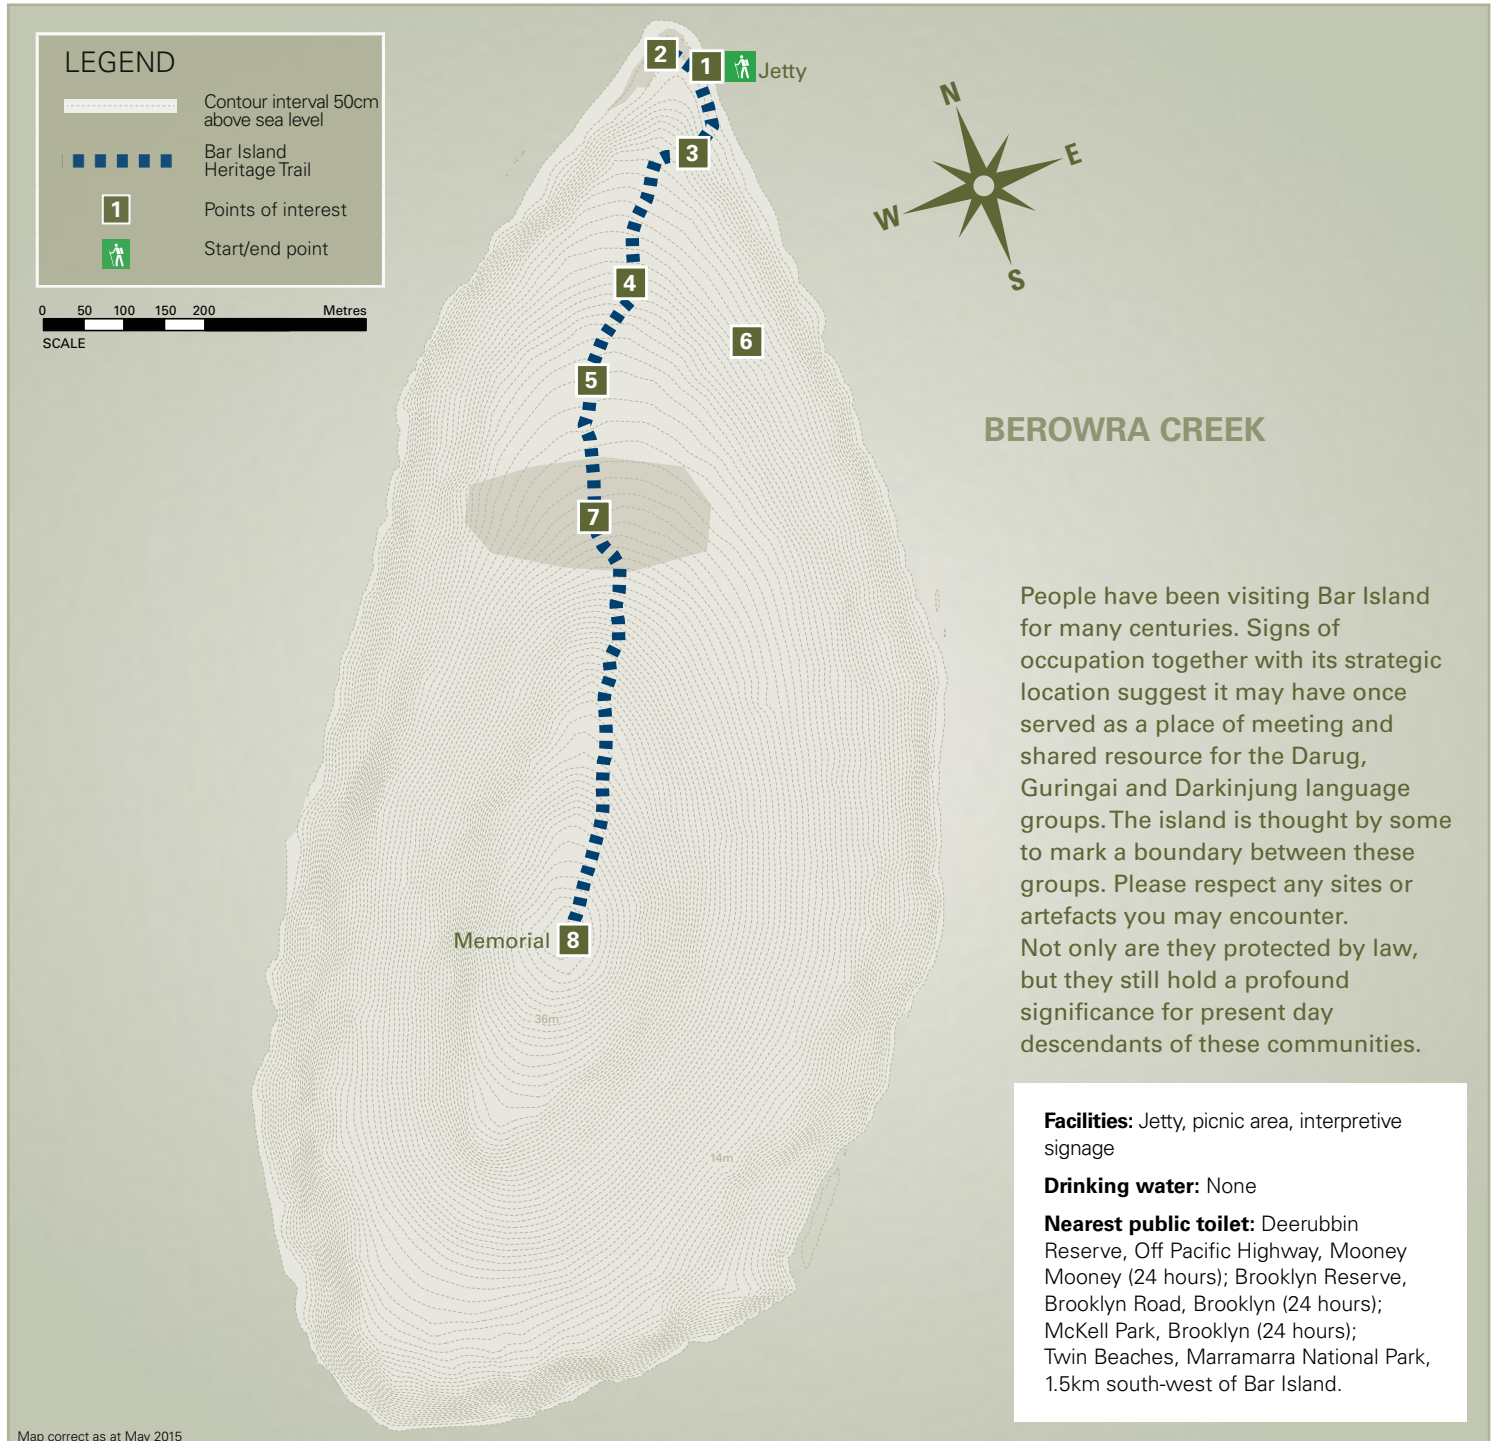 LEGEND
Contour interval 50cm
above sea level
Bar Island
Heritage Trail
1
Points of interest
Start/end point
0 50 100 150 200 Metres
SCALE
2
1
Jetty
3
4
6
5
7
Memorial 8
36m
14m
N
E
W
S
BEROWRA CREEK
People have been visiting Bar Island
for many centuries. Signs of
occupation together with its strategic
location suggest it may have once
served as a place of meeting and
shared resource for the Darug,
Guringai and Darkinjung language
groups. The island is thought by some
to mark a boundary between these
groups. Please respect any sites or
artefacts you may encounter.
Not only are they protected by law,
but they still hold a profound
significance for present day
descendants of these communities.
Facilities: Jetty, picnic area, interpretive
signage
Drinking water: None
Nearest public toilet: Deerubbin
Reserve, Off Pacific Highway, Mooney
Mooney (24 hours); Brooklyn Reserve,
Brooklyn Road, Brooklyn (24 hours);
McKell Park, Brooklyn (24 hours);
Twin Beaches, Marramarra National Park,
1.5km south-west of Bar Island.
Map correct as at May 2015